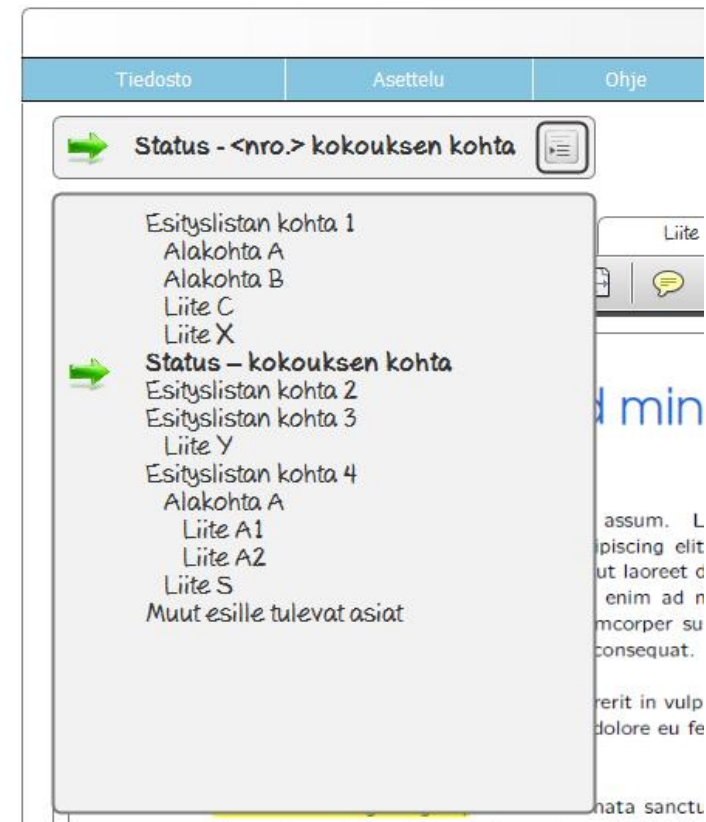 Tiedosto Asettelu Ohje
Status - <nro.> kokouksen kohta
Esityslistan kohta 1
Alakohta A
Alakohta B
Liite C
Liite X
Status – kokouksen kohta
Esityslistan kohta 2
Esityslistan kohta 3
Liite Y
Esityslistan kohta 4
Alakohta A
Liite A1
Liite A2
Liite S
Muut esille tulevat asiat
Liite
d min
assum. L
ipiscing elit
ut laoreet d
enim ad m
mcorper su
consequat.
rerit in vulp
dolore eu fe
nata sanctu